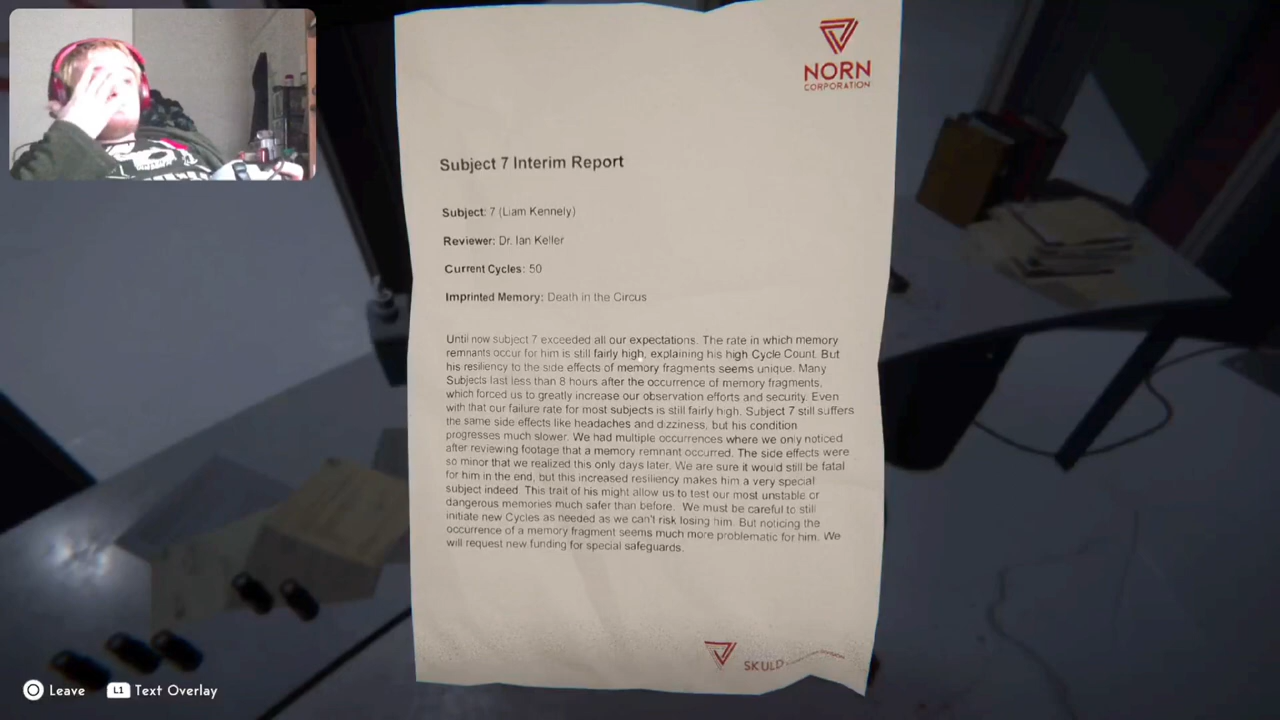 NORN
CORPORATION
Subject 7 Interim Report
Subject: 7 (Liam Kennely)
Reviewer: Dr. Ian Keller
Current Cycles: 50
Imprinted Memory: Death in the Circus
Until now subject 7 exceeded all our expectations. The rate in which memory
remnants occur for him is still fairly high, explaining his high Cycle Count. But
his resiliency to the side effects of memory fragments seems unique. Many
Subjects last less than 8 hours after the occurrence of memory fragments,
which forced us to greatly increase our observation efforts and security. Even
with that our failure rate for most subjects is still fairly high. Subject 7 still suffers
the same side effects like headaches and dizziness, but his condition
progresses much slower. We had multiple occurrences where we only noticed
after reviewing footage that a memory remnant occurred. The side effects were
so minor that we realized this only days later. We are sure it would still be fatal
for him in the end, but this increased resiliency makes him a very special
subject indeed. This trait of his might allow us to test our most unstable or
dangerous memories much safer than before. We must be careful to still
initiate new Cycles as needed as we can't risk losing him. But noticing the
occurrence of a memory fragment seems much more problematic for him. We
will request new funding for special safeguards.
SKULD
Leave L1 Text Overlay